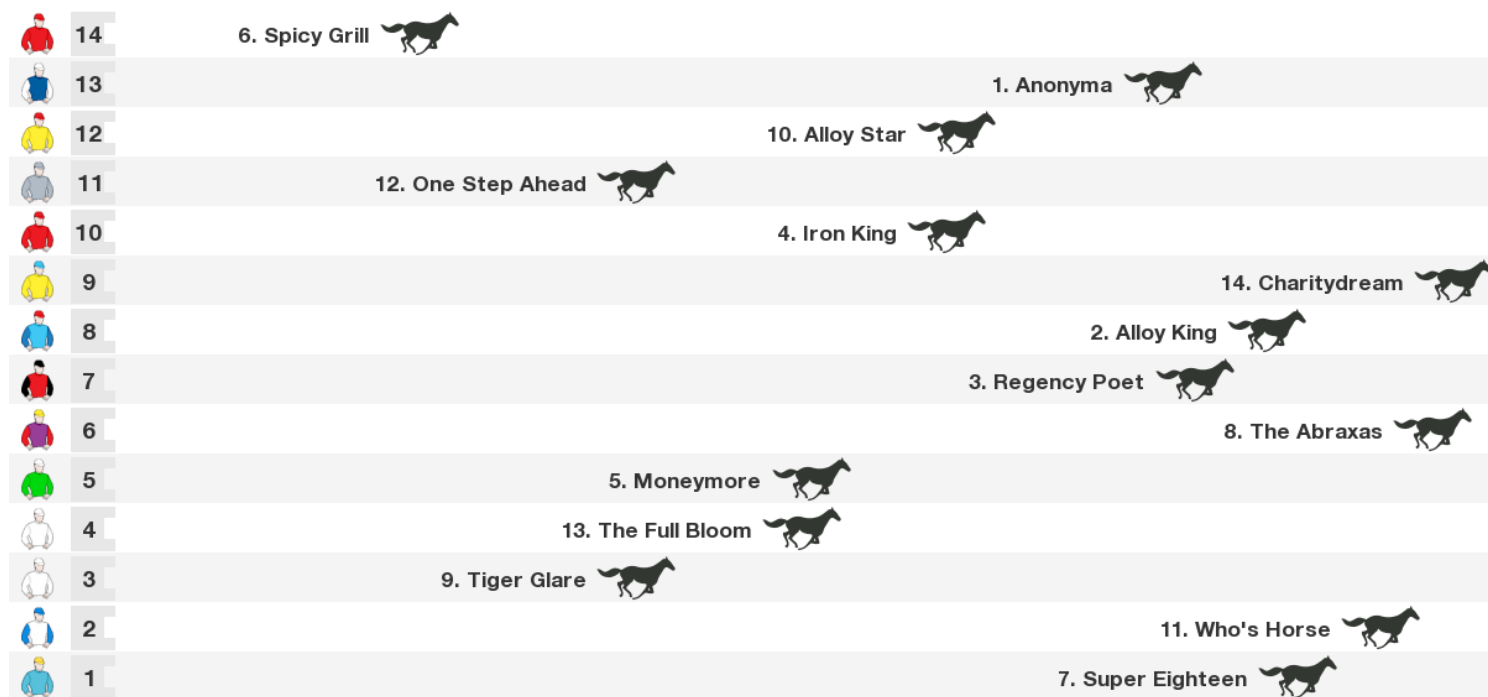 14 6. Spicy Grill
13 1. Anonyma
12 10. Alloy Star
11 12. One Step Ahead
10 4. Iron King
9 14. Charitydream
8 2. Alloy King
7 3. Regency Poet
6 8. The Abraxas
5 5. Moneymore
4 13. The Full Bloom
3 9. Tiger Glare
2 11. Who's Horse
1 7. Super Eighteen